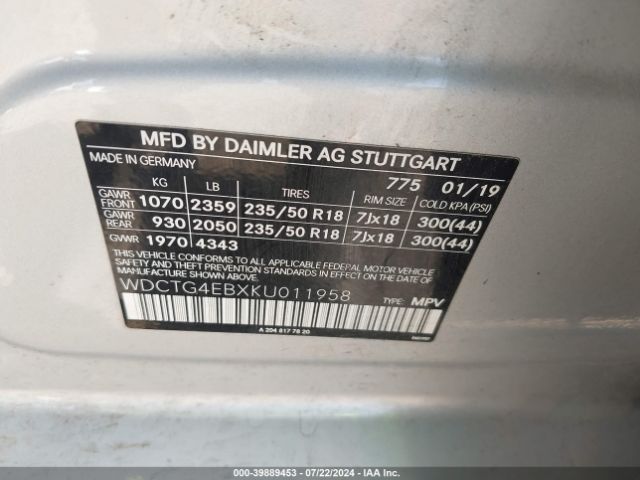 MFD BY DAIMLER AG STUTTGART
MADE IN GERMANY 775 01/19
KG LB TIRES RIM SIZE COLD KPA(PSI)
GAWR FRONT 1070 2359 235/50 R18 7Jx18 300(44)
GAWR REAR 930 2050 235/50 R18 7Jx18 300(44)
GVWR 1970 4343
THIS VEHICLE CONFORMS TO ALL APPLICABLE FEDERAL MOTOR VEHICLE
SAFETY AND THEFT PREVENTION STANDARDS IN EFFECT ON THE DATE OF MANUFACTURE SHOWN ABOVE.
WDCTG4EBXKU011958 TYPE: MPV
A 204 817 78 20
000-39889453 - 07/22/2024 - IAA Inc.